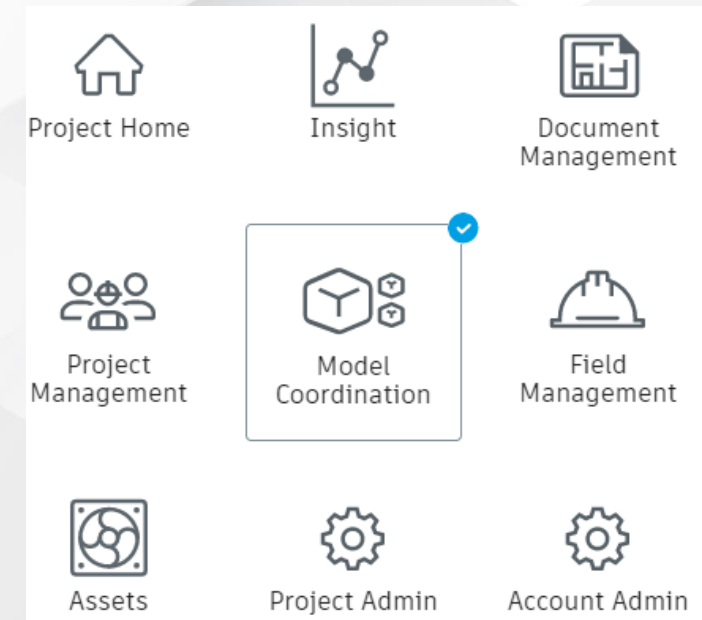 Project Home
Insight
Document
Management
Project
Management
Model
Coordination
Field
Management
Assets
Project Admin
Account Admin